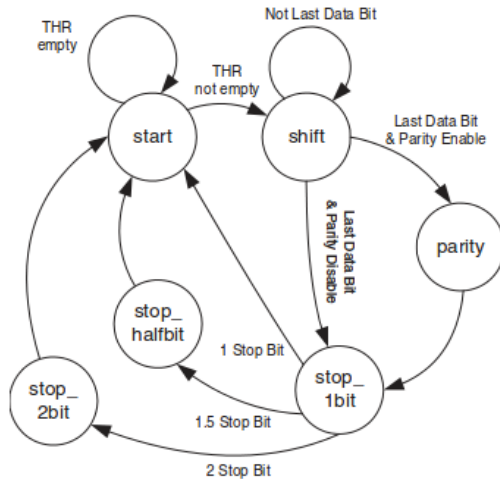 THR
empty
Not Last Data Bit
THR
not empty
start
shift
Last Data Bit
& Parity Enable
Last Data Bit
& Parity Disable
parity
stop_
halfbit
1 Stop Bit
stop_
1bit
stop_
2bit
1.5 Stop Bit
2 Stop Bit